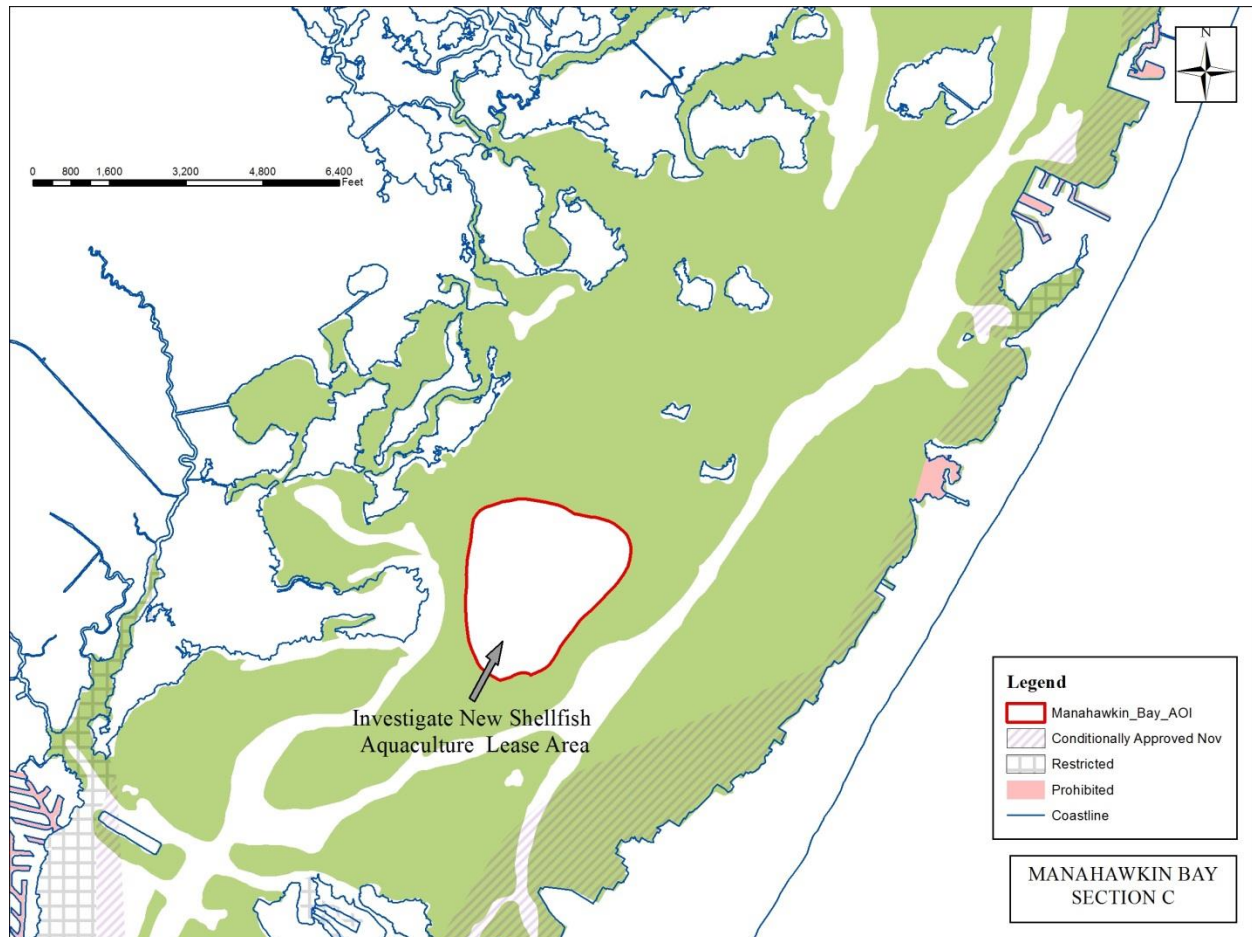 N
0 800 1,600 3,200 4,800 6,400
Feet
Investigate New Shellfish
Aquaculture Lease Area
Legend
Manahawkin_Bay_AOI
Conditionally Approved Nov
Restricted
Prohibited
Coastline
MANAHAWKIN BAY
SECTION C